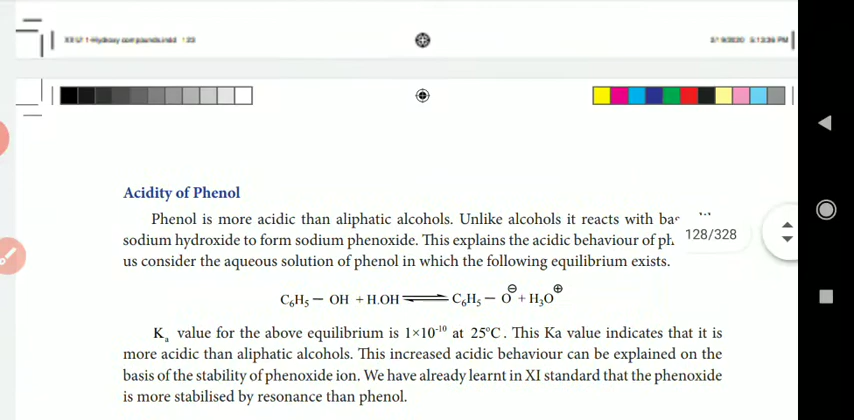 Acidity of Phenol
Phenol is more acidic than aliphatic alcohols. Unlike alcohols it reacts with
128/328
sodium hydroxide to form sodium phenoxide. This explains the acidic behaviour of
us consider the aqueous solution of phenol in which the following equilibrium exists.
C₆H₅ — OH + H.OH ⇌ C₆H₅ — O⊖ + H₃O⊕
Kₐ value for the above equilibrium is 1×10⁻¹⁰ at 25°C. This Ka value indicates that it is
more acidic than aliphatic alcohols. This increased acidic behaviour can be explained on the
basis of the stability of phenoxide ion. We have already learnt in XI standard that the phenoxide
is more stabilised by resonance than phenol.